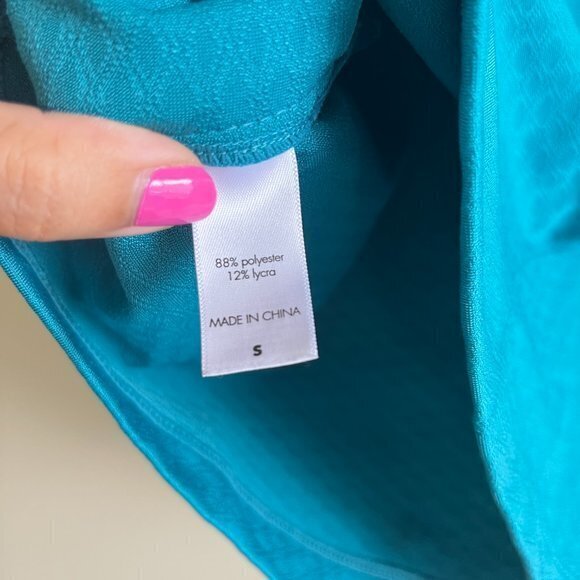 88% polyester
12% lycra
MADE IN CHINA
S